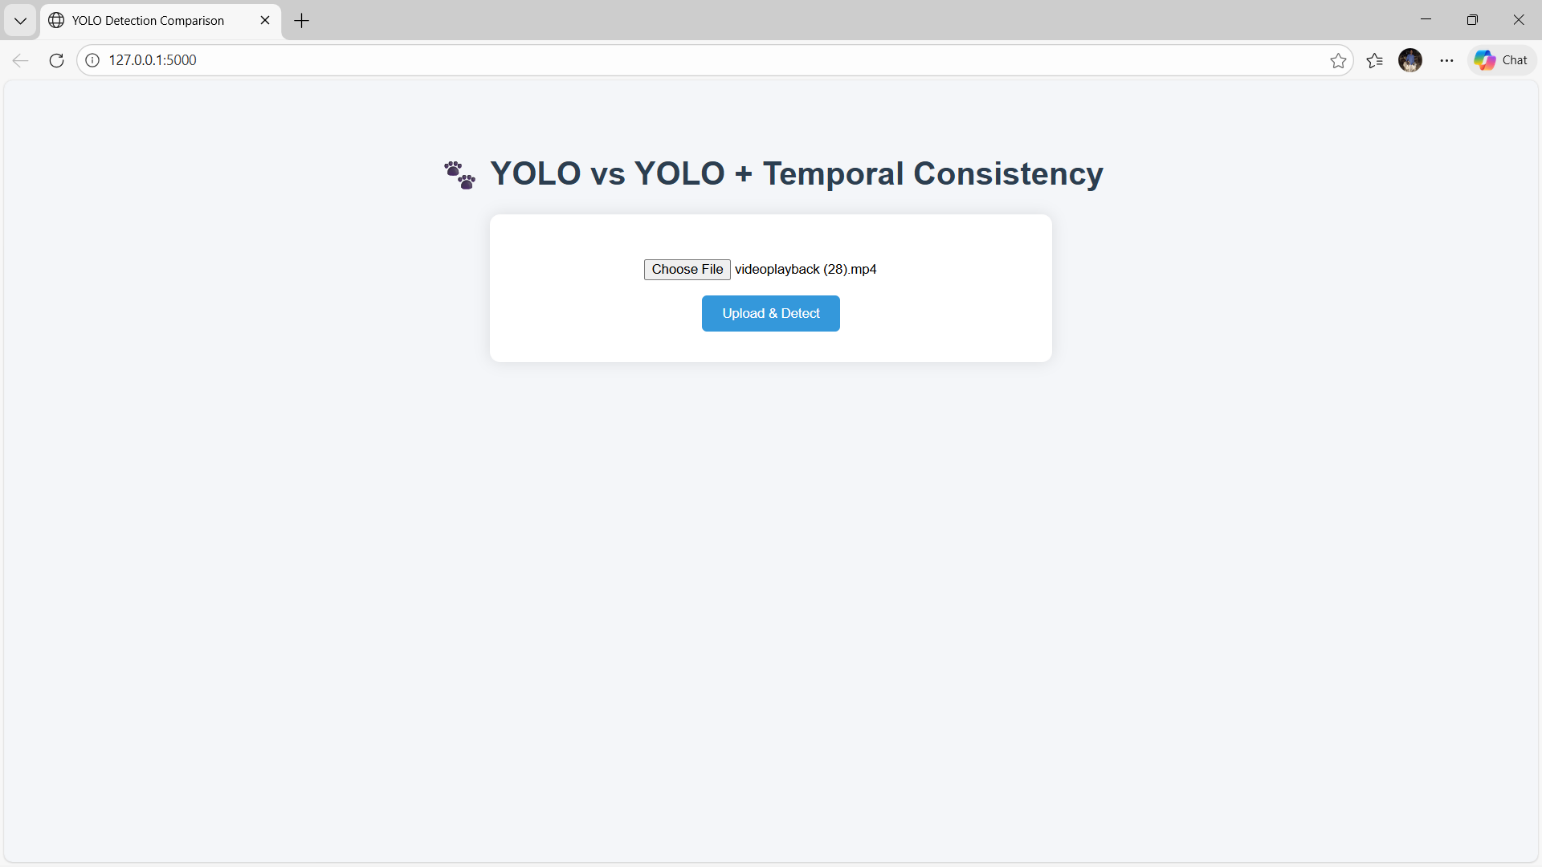 YOLO Detection Comparison
127.0.0.1:5000
Chat
YOLO vs YOLO + Temporal Consistency
Choose File videoplayback (28).mp4
Upload & Detect